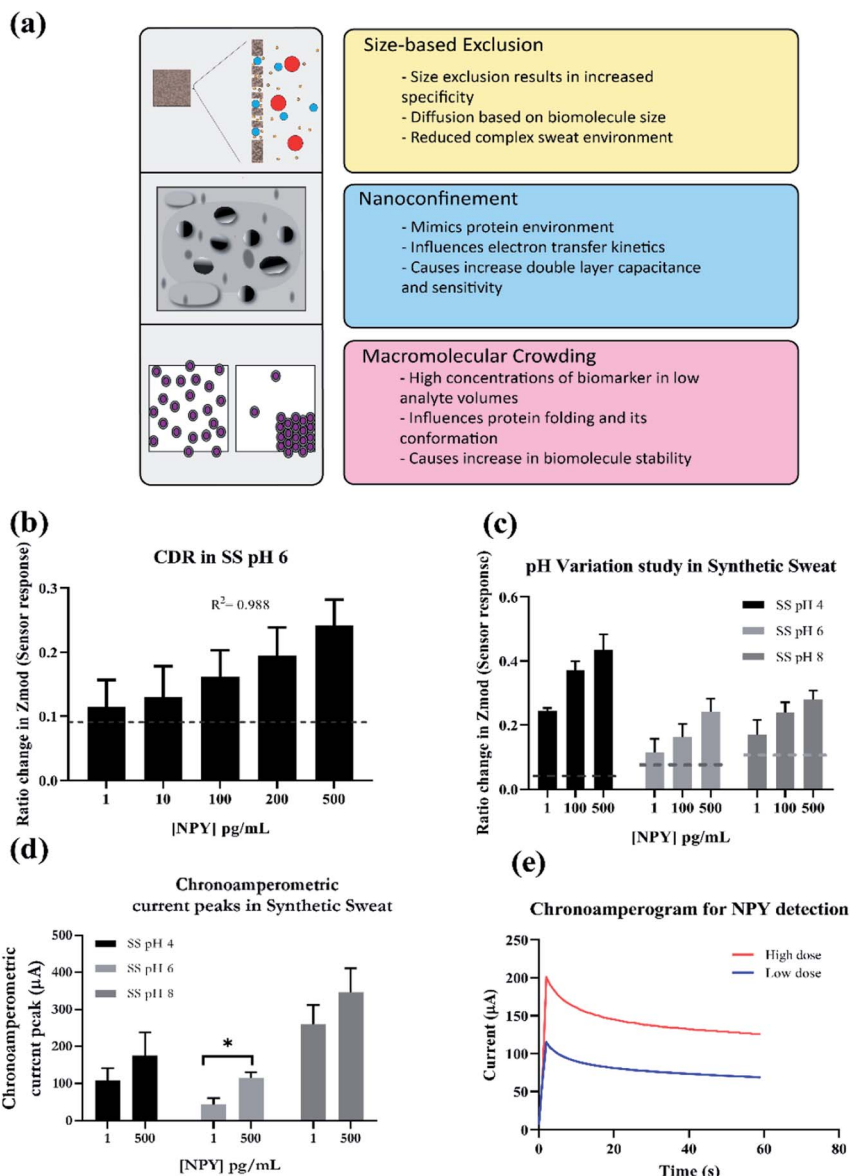 (a)
Size-based Exclusion
- Size exclusion results in increased
specificity
- Diffusion based on biomolecule size
- Reduced complex sweat environment
Nanoconfinement
- Mimics protein environment
- Influences electron transfer kinetics
- Causes increase double layer capacitance
and sensitivity
Macromolecular Crowding
- High concentrations of biomarker in low
analyte volumes
- Influences protein folding and its
conformation
- Causes increase in biomolecule stability
(b)
CDR in SS pH 6
Ratio change in Zmod (Sensor response)
R²= 0.988
0.3
0.2
0.1
0.0
1 10 100 200 500
[NPY] pg/mL
(c)
pH Variation study in Synthetic Sweat
Ratio change in Zmod (Sensor response)
SS pH 4
SS pH 6
SS pH 8
0.6
0.4
0.2
0.0
1 100 500 1 100 500 1 100 500
[NPY] pg/mL
(d)
Chronoamperometric
current peaks in Synthetic Sweat
Chronoamperometric
current peak (µA)
SS pH 4
SS pH 6
SS pH 8
500
400
300
200
100
0
*
1 500 1 500 1 500
[NPY] pg/mL
(e)
Chronoamperogram for NPY detection
Current (µA)
High dose
Low dose
250
200
150
100
50
0
0 20 40 60 80
Time (s)